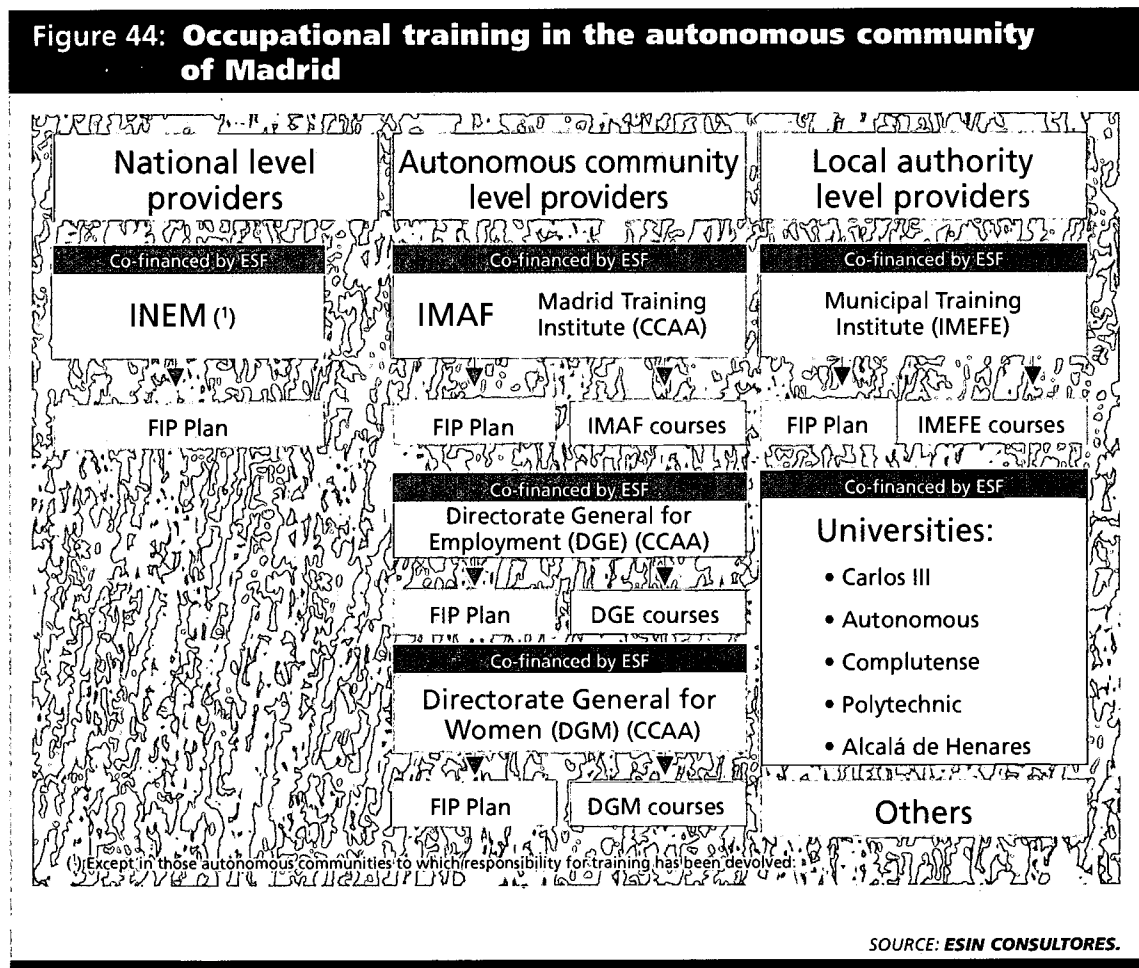 Figure 44: Occupational training in the autonomous community
of Madrid
National level
providers
Co-financed by ESF
INEM (¹)
FIP Plan
Autonomous community
level providers
Co-financed by ESF
IMAF
Madrid Training
Institute (CCAA)
FIP Plan
IMAF courses
Co-financed by ESF
Directorate General for
Employment (DGE) (CCAA)
FIP Plan
DGE courses
Co-financed by ESF
Directorate General for
Women (DGM) (CCAA)
FIP Plan
DGM courses
Local authority
level providers
Co-financed by ESF
Municipal Training
Institute (IMEFE)
FIP Plan
IMEFE courses
Co-financed by ESF
Universities:
• Carlos III
• Autonomous
• Complutense
• Polytechnic
• Alcalá de Henares
Others
(¹) Except in those autonomous communities to which responsibility for training has been devolved.
SOURCE: ESIN CONSULTORES.